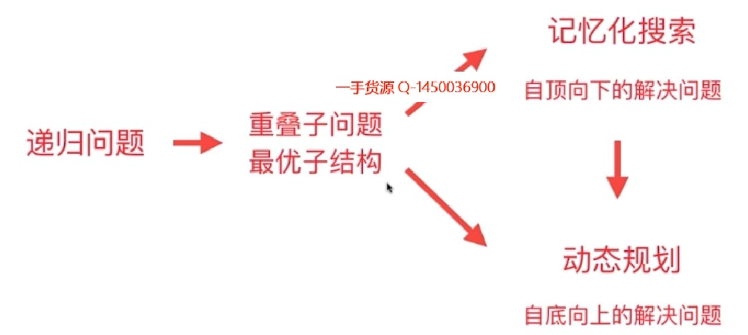 记忆化搜索
一手货源 Q-1450036900
自顶向下的解决问题
递归问题
重叠子问题
最优子结构
动态规划
自底向上的解决问题